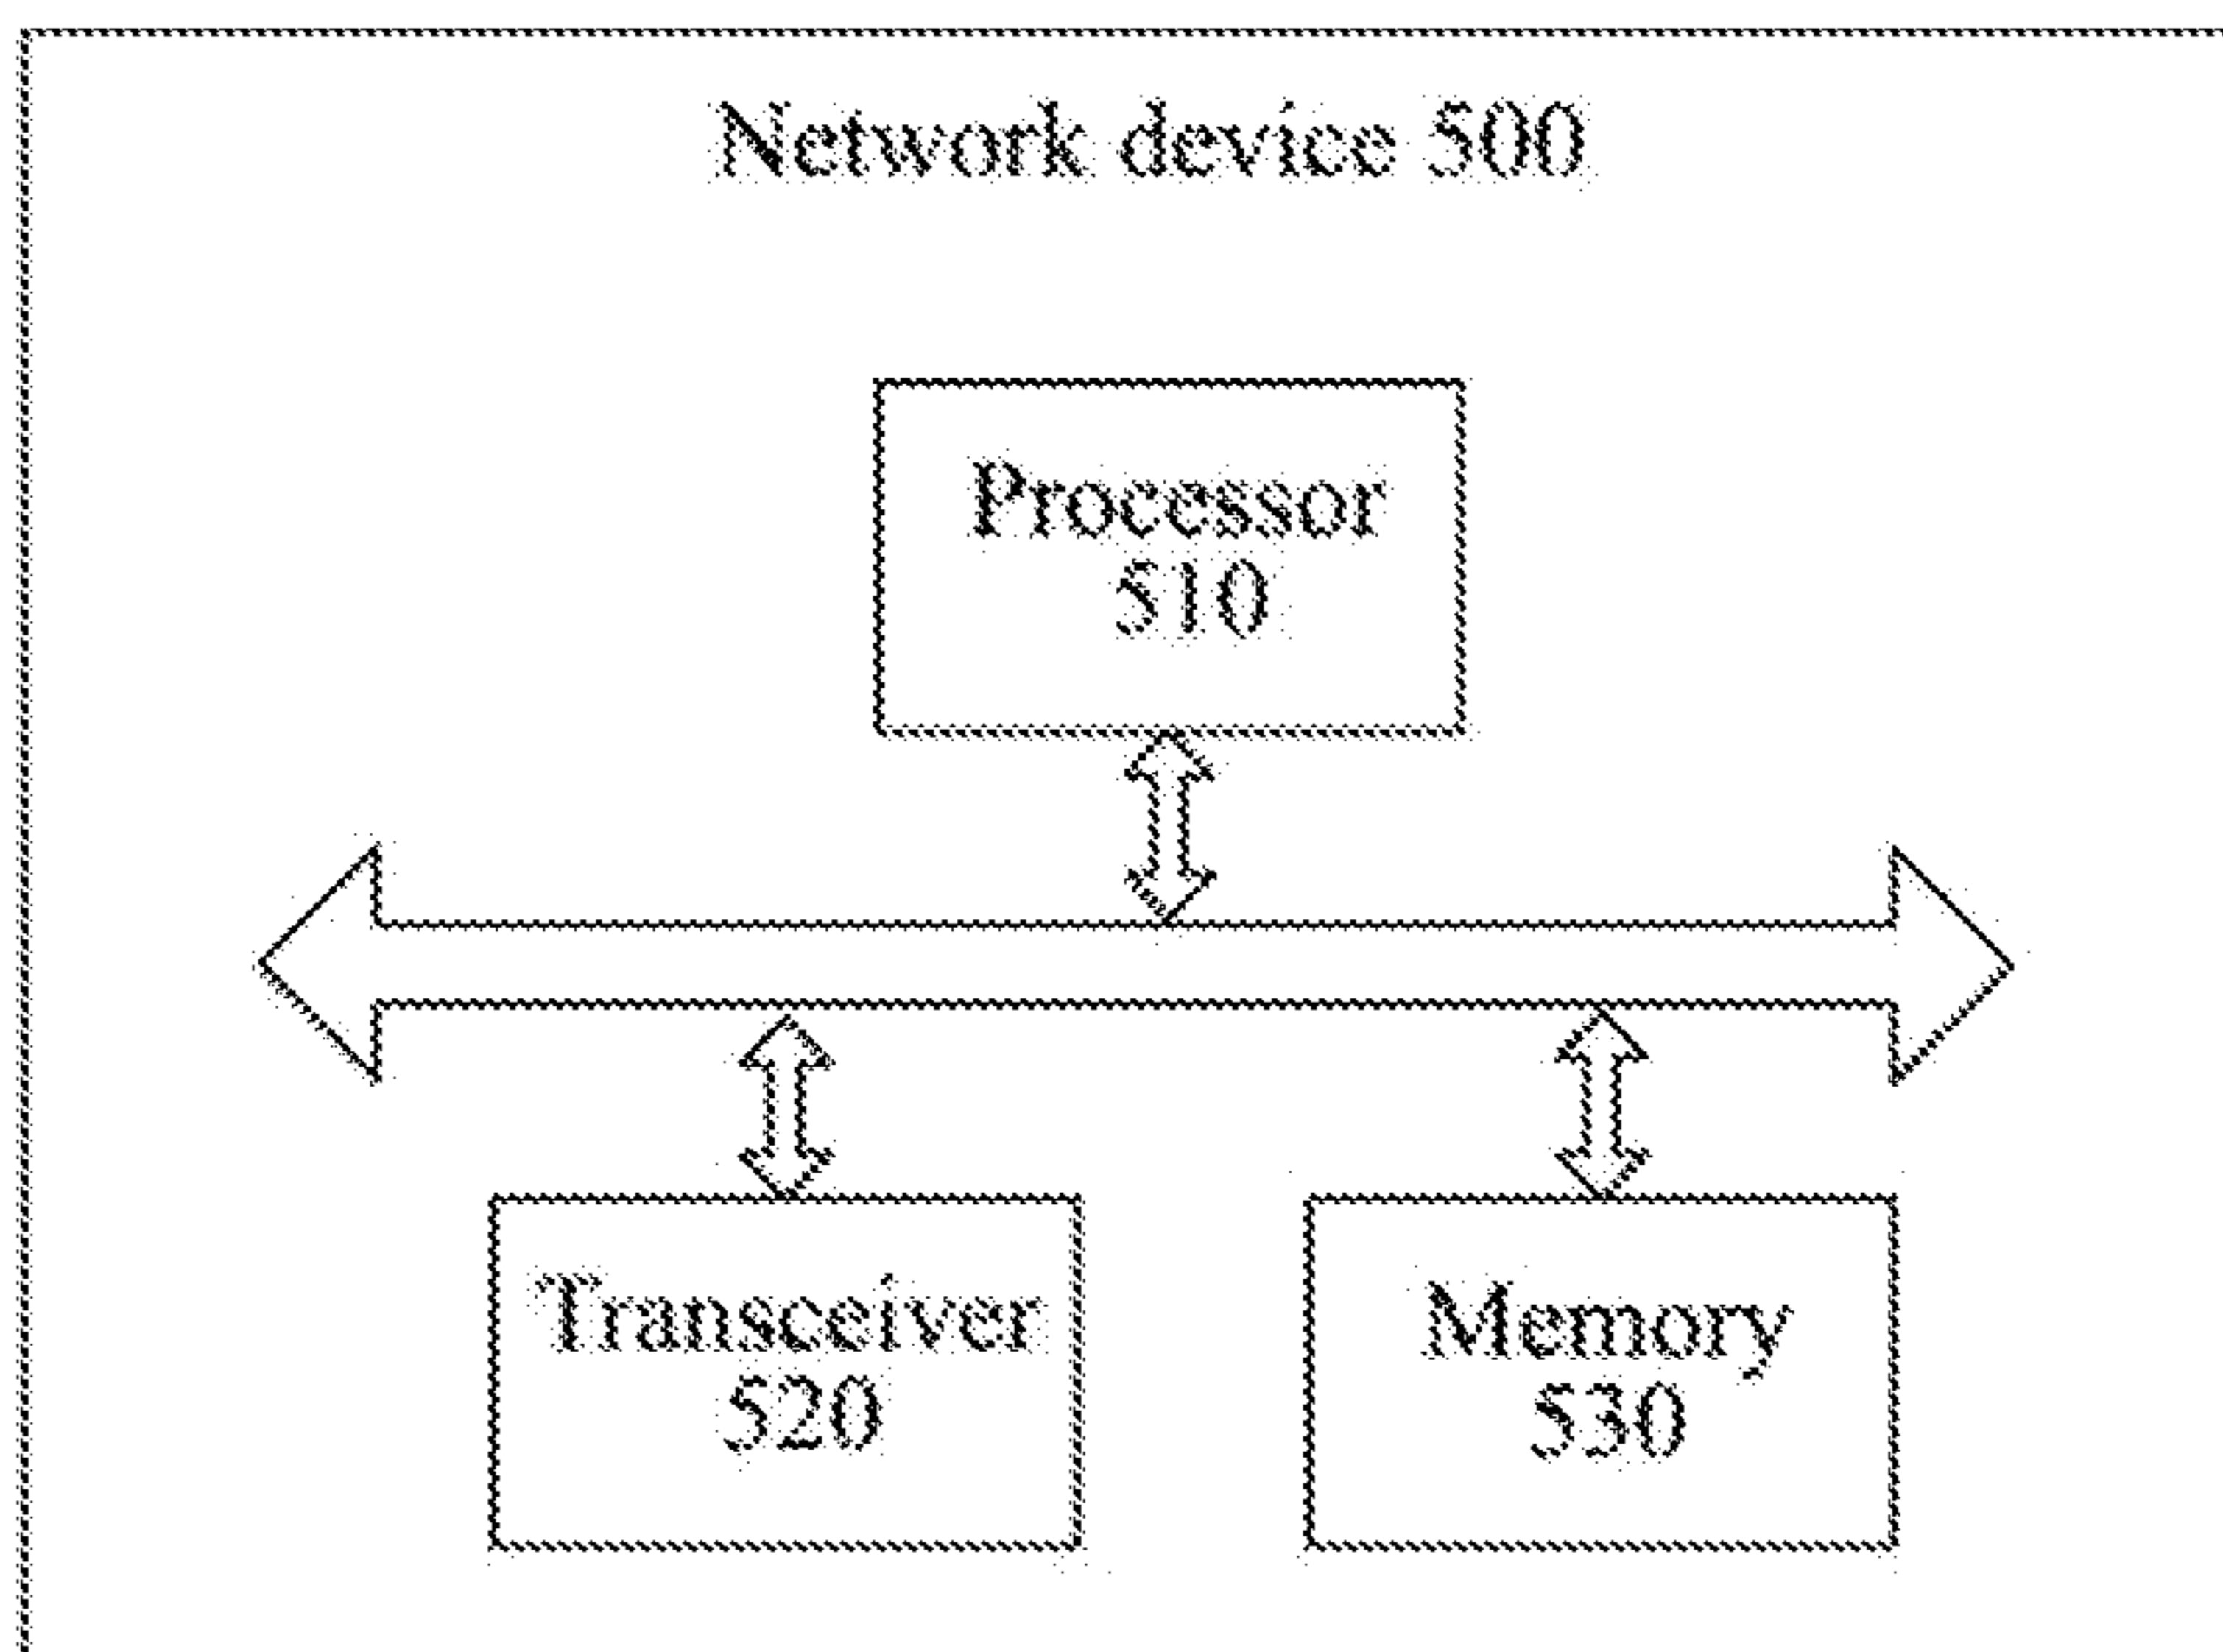 Network device 500
Processor
510
Transceiver
520
Memory
530